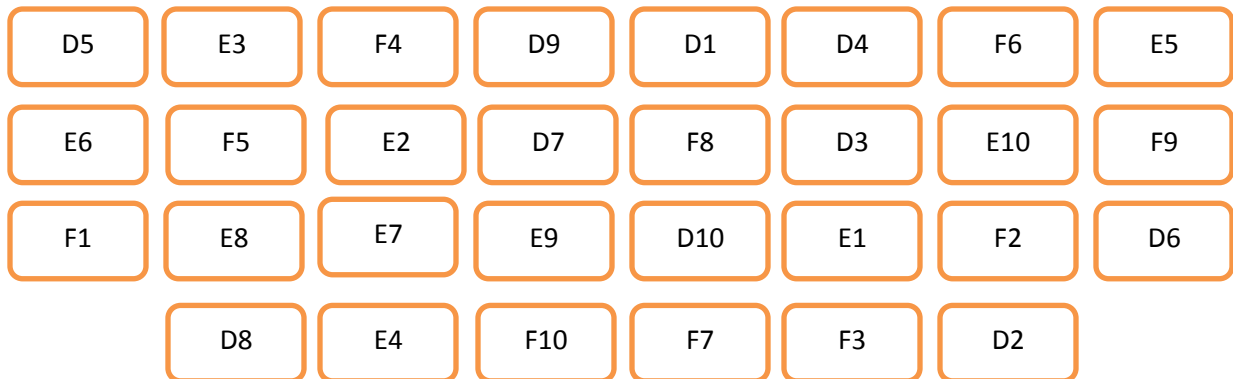 D5 E3 F4 D9 D1 D4 F6 E5
E6 F5 E2 D7 F8 D3 E10 F9
F1 E8 E7 E9 D10 E1 F2 D6
D8 E4 F10 F7 F3 D2